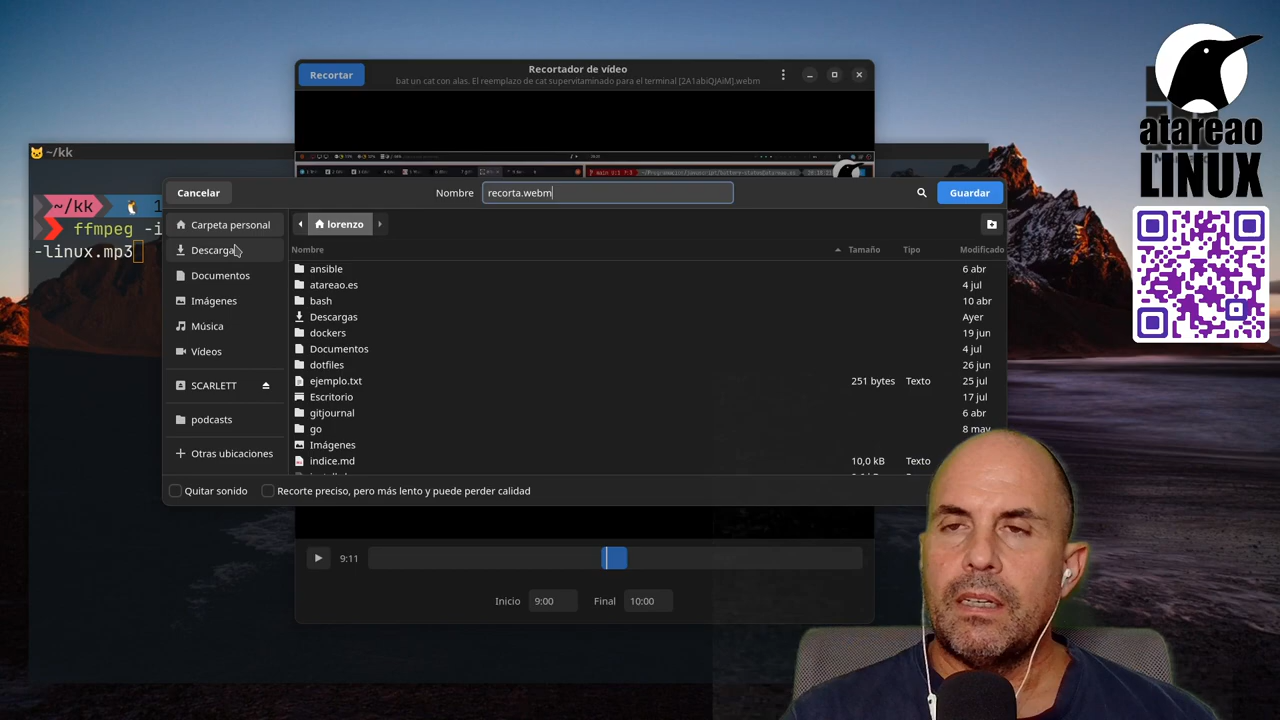 Recortar
Recortador de vídeo
bat un cat con alas. El reemplazo de cat supervitaminado para el terminal [2A1abiQJAiM].webm
~/kk
~/kk
1
ffmpeg -i
-linux.mp3
Cancelar
Nombre
recorta.webm
Guardar
Carpeta personal
Descargas
Documentos
Imágenes
Música
Vídeos
SCARLETT
podcasts
Otras ubicaciones
lorenzo
Nombre Tamaño Tipo Modificado
ansible 6 abr
atareao.es 4 jul
bash 10 abr
Descargas Ayer
dockers 19 jun
Documentos 4 jul
dotfiles 26 jun
ejemplo.txt 251 bytes Texto 25 jul
Escritorio 17 jul
gitjournal 6 abr
go 8 may
Imágenes
indice.md 10,0 kB Texto
Quitar sonido
Recorte preciso, pero más lento y puede perder calidad
9:11
Inicio 9:00 Final 10:00
atareao
LINUX